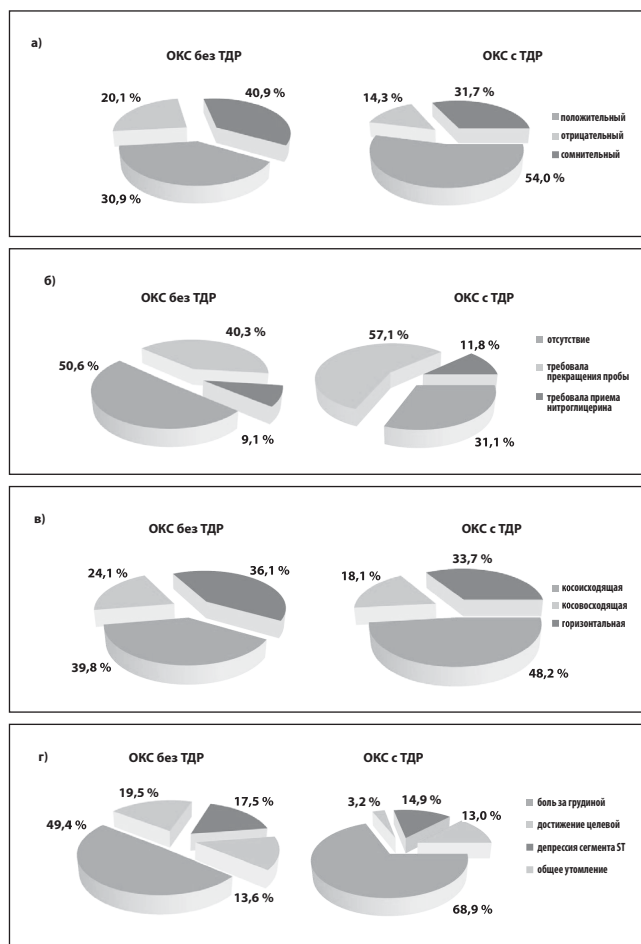 а)
ОКС без ТДР
ОКС с ТДР
20,1 %
40,9 %
30,9 %
14,3 %
31,7 %
54,0 %
положительный
отрицательный
сомнительный
б)
ОКС без ТДР
ОКС с ТДР
50,6 %
40,3 %
9,1 %
57,1 %
11,8 %
31,1 %
отсутствие
требовала
прекращения пробы
требовала приема
нитроглицерина
в)
ОКС без ТДР
ОКС с ТДР
24,1 %
36,1 %
39,8 %
18,1 %
33,7 %
48,2 %
косоисходящая
косовосходящая
горизонтальная
г)
ОКС без ТДР
ОКС с ТДР
49,4 %
19,5 %
17,5 %
13,6 %
3,2 %
14,9 %
13,0 %
68,9 %
боль за грудиной
достижение целевой
депрессия сегмента ST
общее утомление